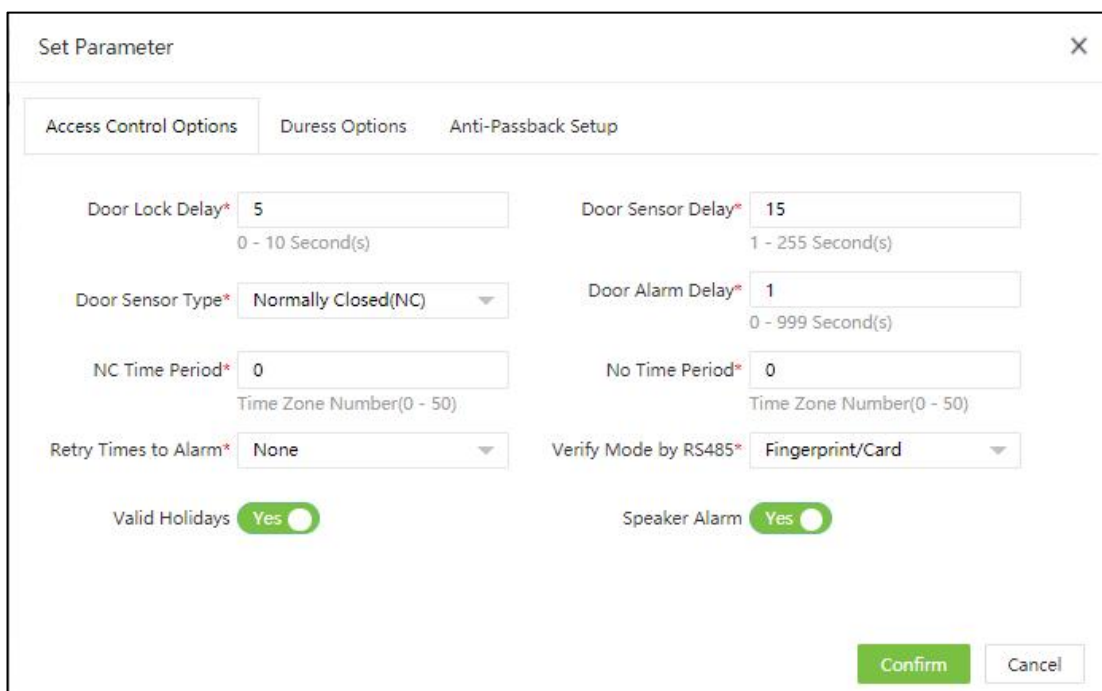 Set Parameter
Access Control Options Duress Options Anti-Passback Setup
Door Lock Delay* 5 Door Sensor Delay* 15
0 - 10 Second(s) 1 - 255 Second(s)
Door Sensor Type* Normally Closed(NC) Door Alarm Delay* 1
0 - 999 Second(s)
NC Time Period* 0 No Time Period* 0
Time Zone Number(0 - 50) Time Zone Number(0 - 50)
Retry Times to Alarm* None Verify Mode by RS485* Fingerprint/Card
Valid Holidays Yes Speaker Alarm Yes
Confirm Cancel